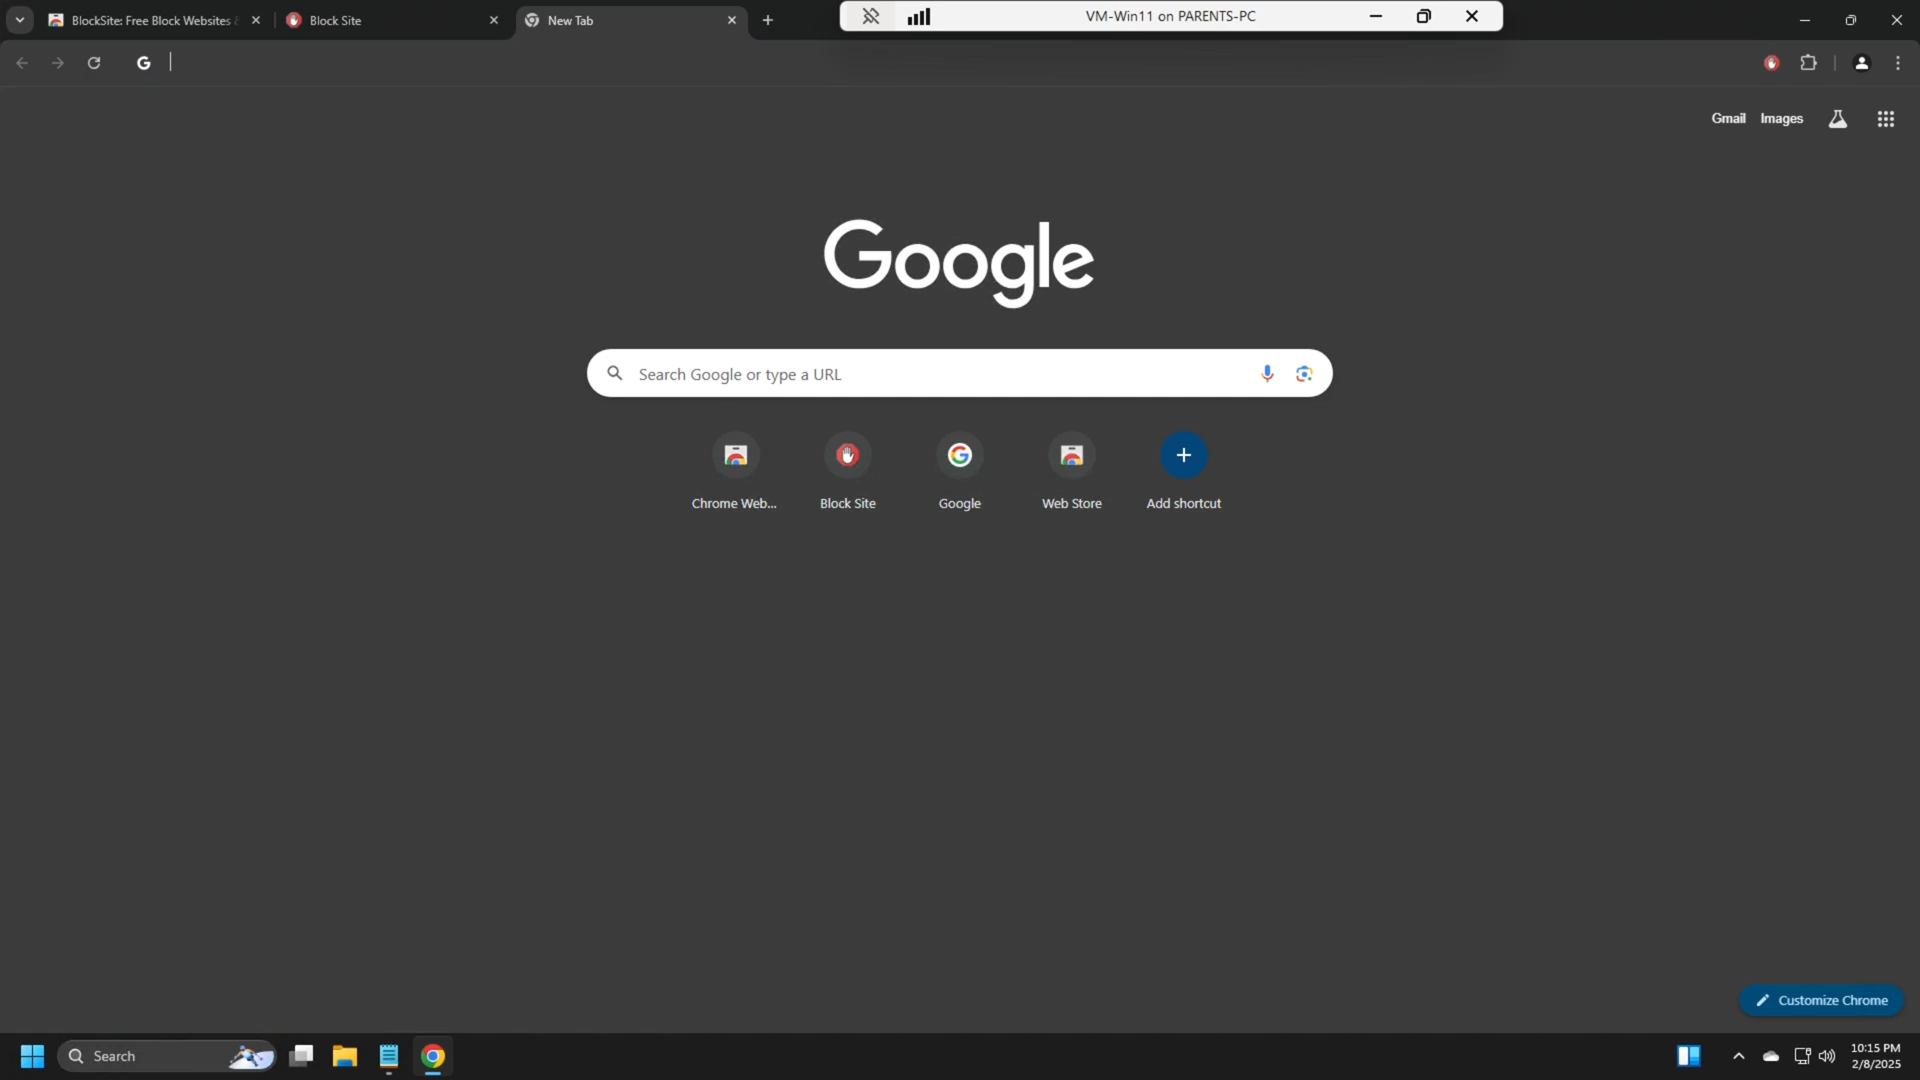 BlockSite: Free Block Websites
Block Site
New Tab
VM-Win11 on PARENTS-PC
Gmail
Images
Google
Search Google or type a URL
Chrome Web...
Block Site
Google
Web Store
Add shortcut
Customize Chrome
Search
10:15 PM
2/8/2025